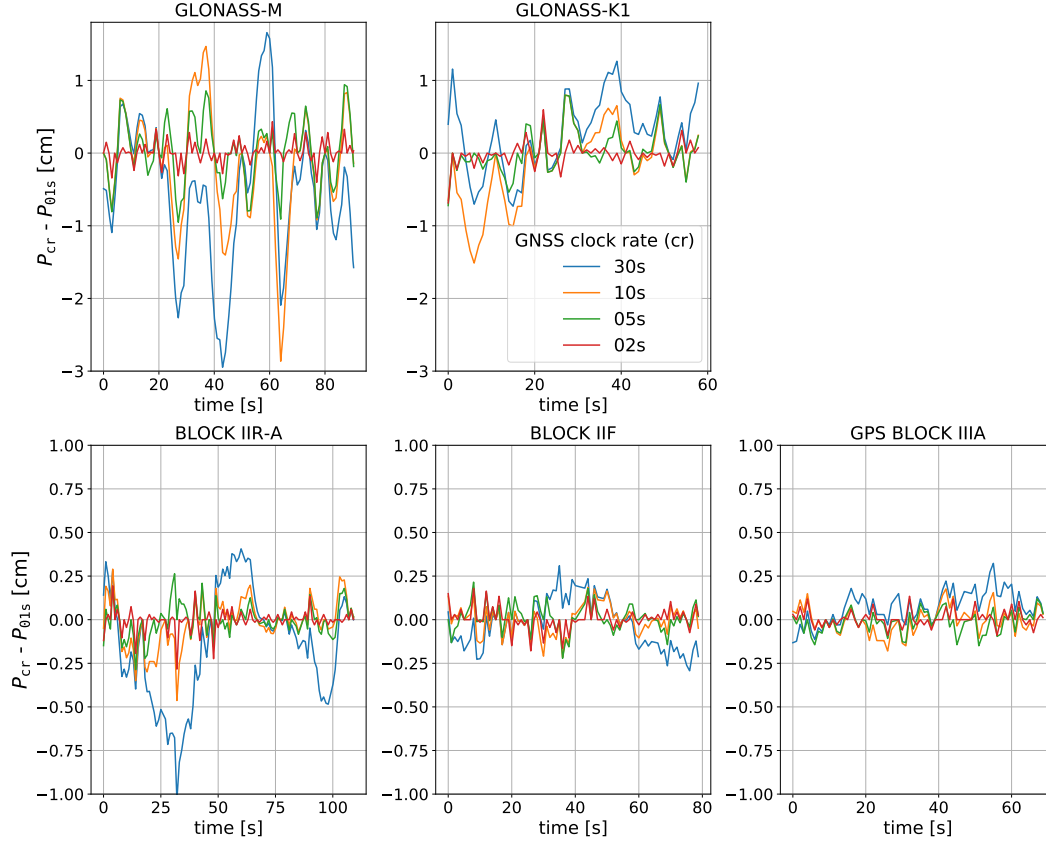 GLONASS-M
GLONASS-K1
P_cr - P_01s [cm]
1
0
−1
−2
−3
0 20 40 60 80
time [s]
1
0
−1
−2
−3
0 20 40 60
time [s]
GNSS clock rate (cr)
30s
10s
05s
02s
BLOCK IIR-A
BLOCK IIF
GPS BLOCK IIIA
P_cr - P_01s [cm]
1.00
0.75
0.50
0.25
0.00
−0.25
−0.50
−0.75
−1.00
0 50 100
time [s]
1.00
0.75
0.50
0.25
0.00
−0.25
−0.50
−0.75
−1.00
0 20 40 60 80
time [s]
1.00
0.75
0.50
0.25
0.00
−0.25
−0.50
−0.75
−1.00
0 20 40 60
time [s]